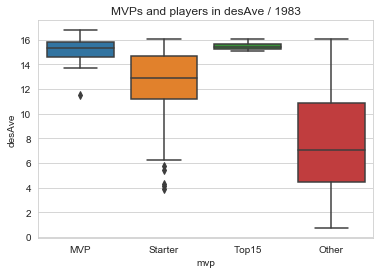 MVPs and players in desAve / 1983
16
14
12
10
8
6
4
2
0
desAve
MVP Starter Top15 Other
mvp